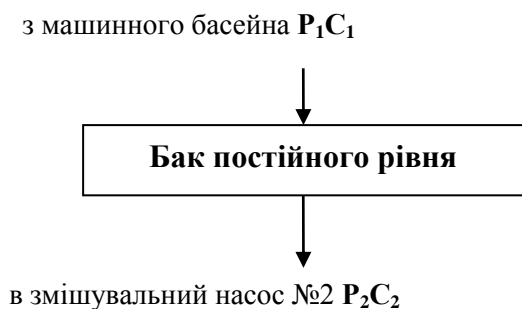 з машинного басейна P₁C₁
Бак постійного рівня
в змішувальний насос №2 P₂C₂